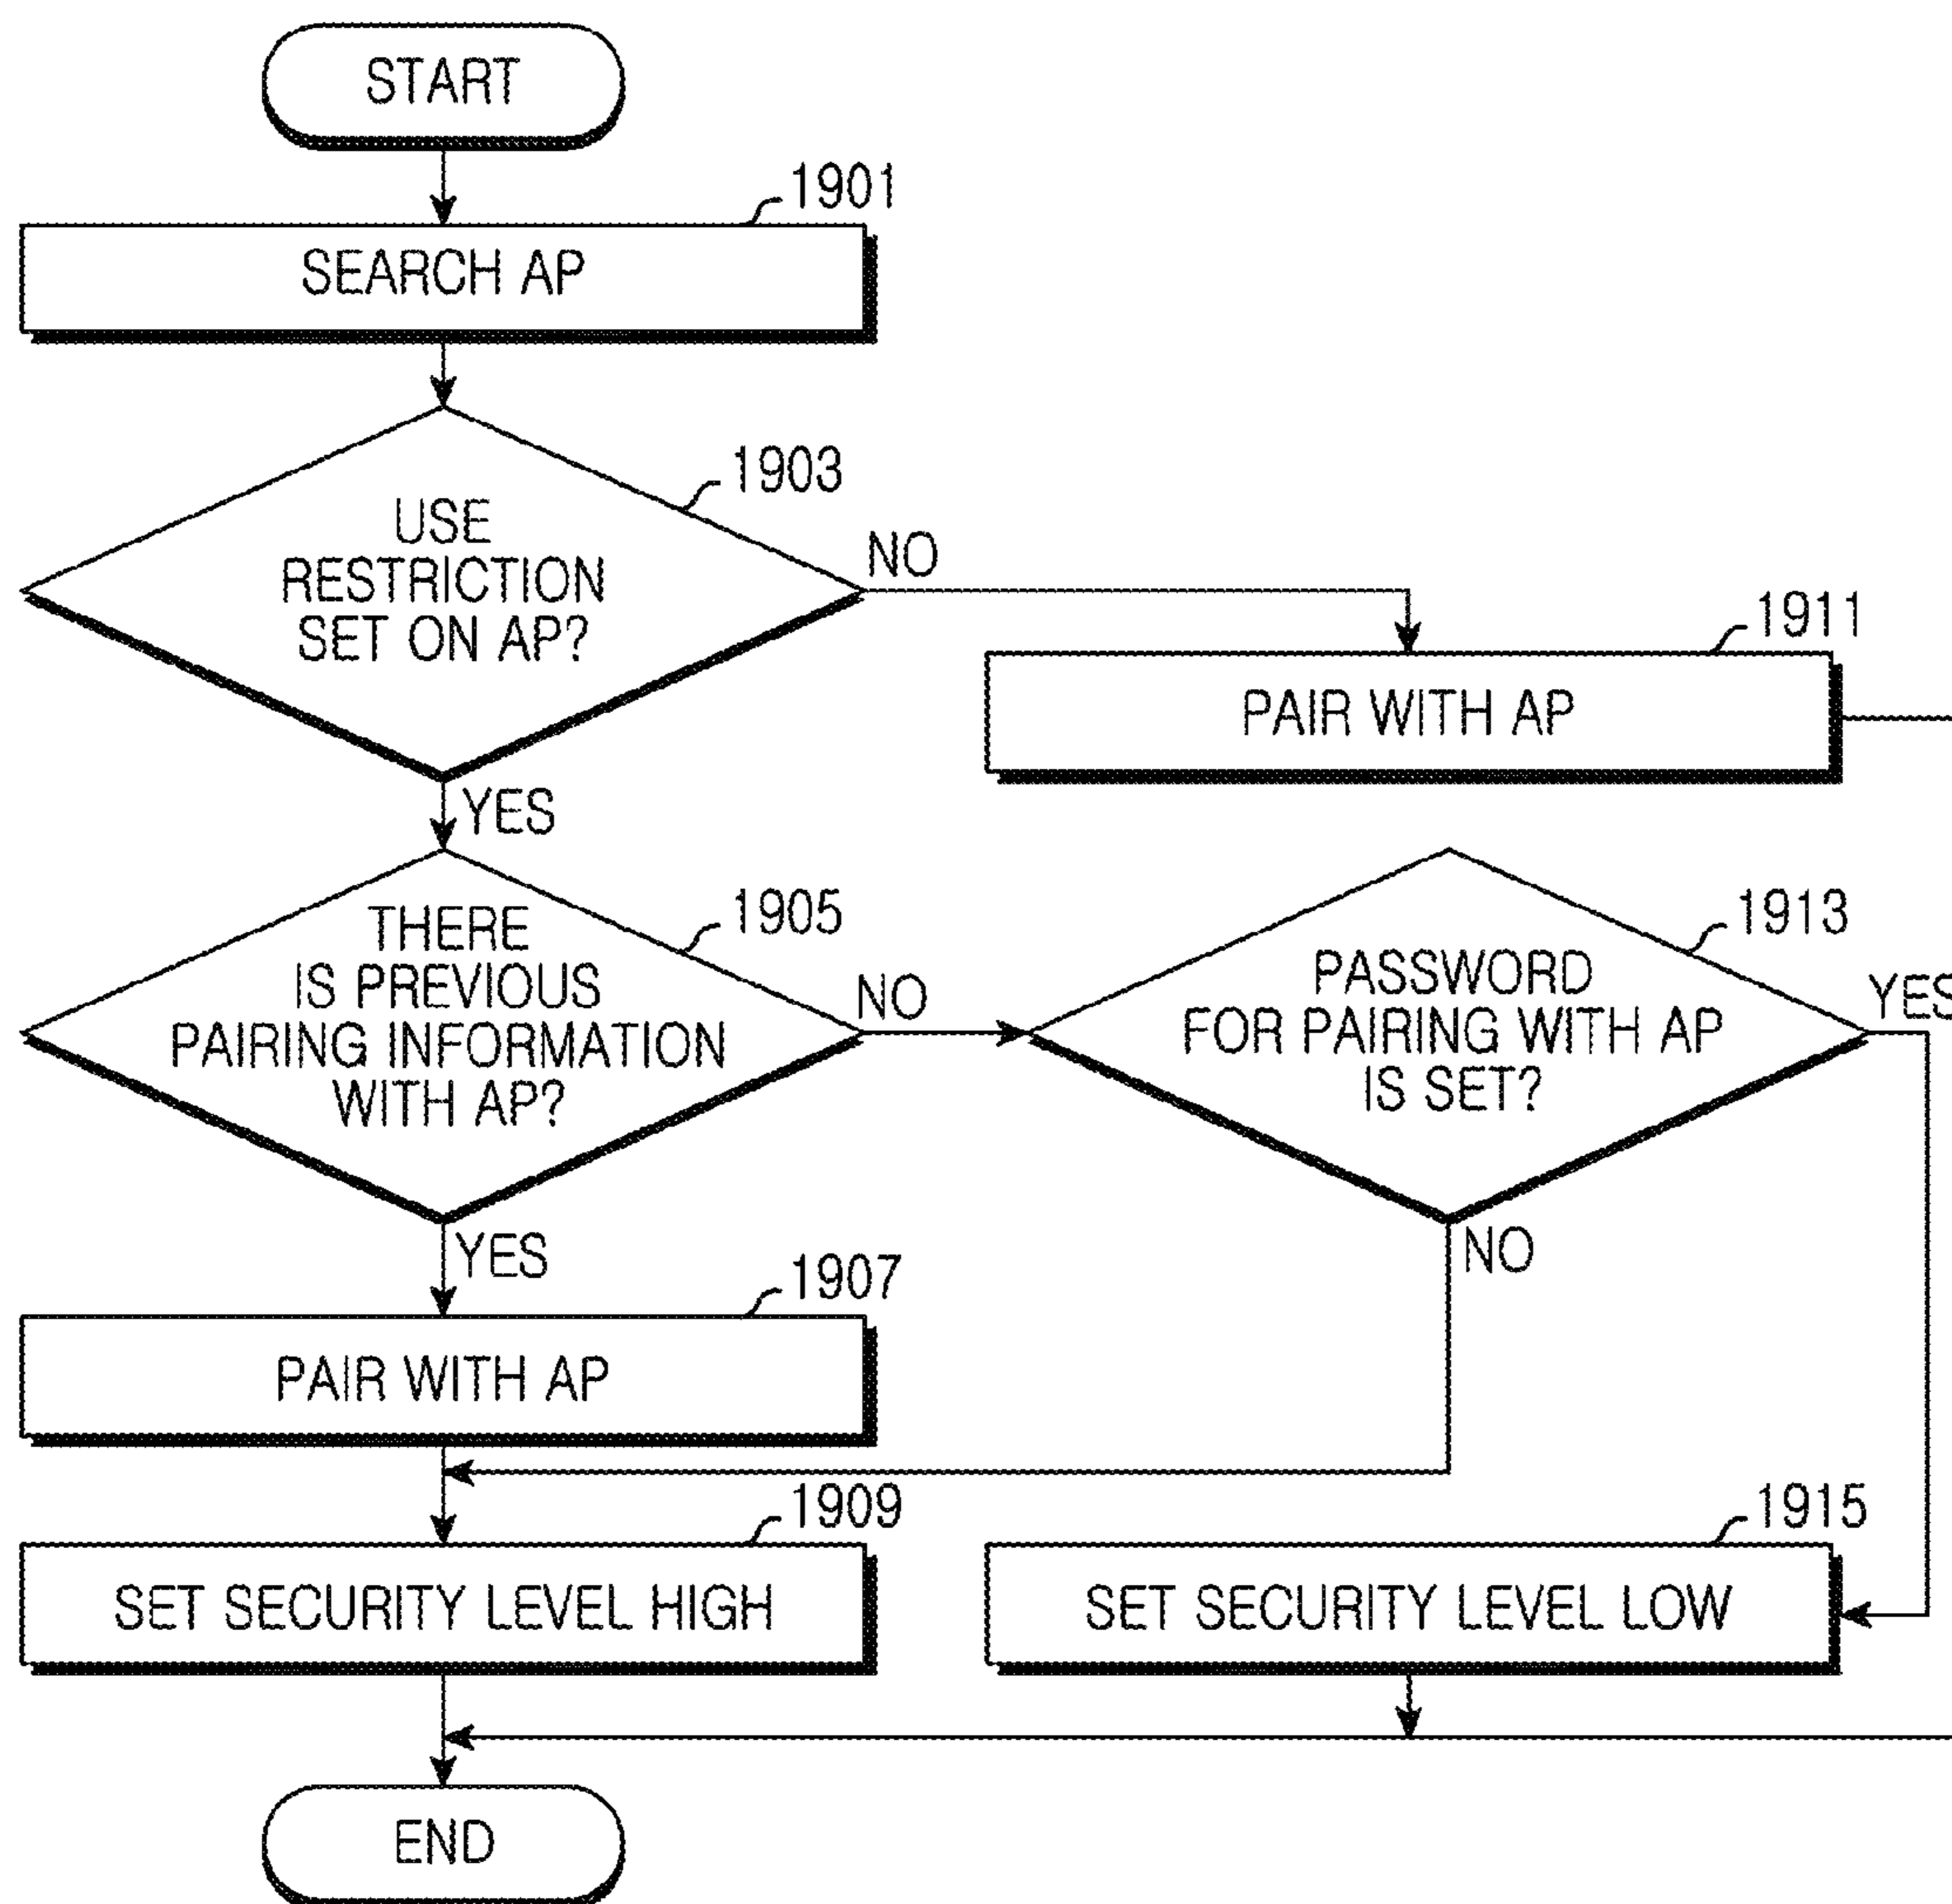 START
1901
SEARCH AP
1903
USE
RESTRICTION
SET ON AP?
NO
1911
PAIR WITH AP
YES
1905
THERE
IS PREVIOUS
PAIRING INFORMATION
WITH AP?
NO
1913
PASSWORD
FOR PAIRING WITH AP
IS SET?
YES
YES
NO
1907
PAIR WITH AP
1909
SET SECURITY LEVEL HIGH
1915
SET SECURITY LEVEL LOW
END